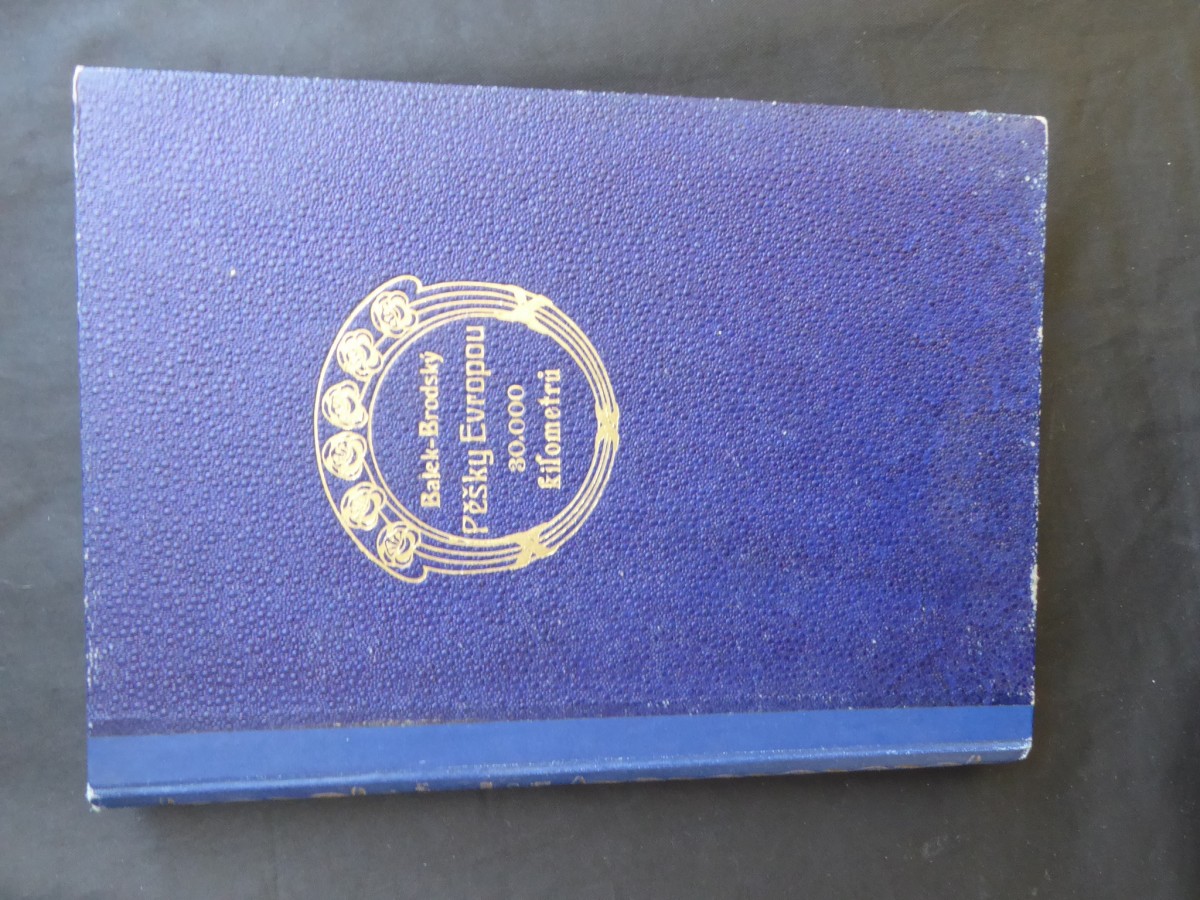 Balek-Brodský
Pěšky Evropou
30.000
kilometrů